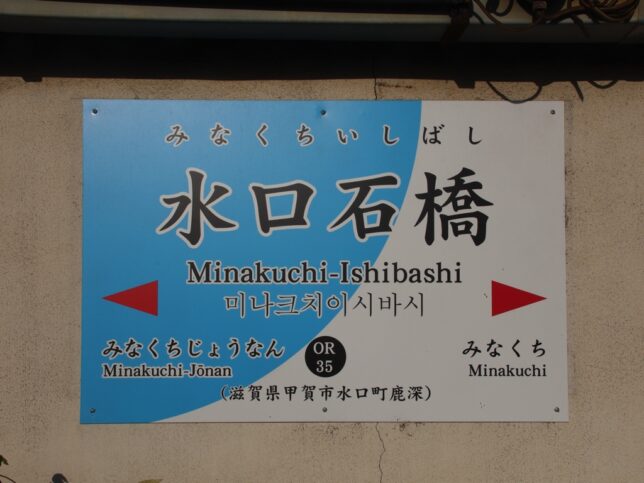 みなくちいしばし
水口石橋
Minakuchi-Ishibashi
미나크치이시바시
みなくちじょうなん
Minakuchi-Jōnan
OR
35
みなくち
Minakuchi
(滋賀県甲賀市水口町鹿深)